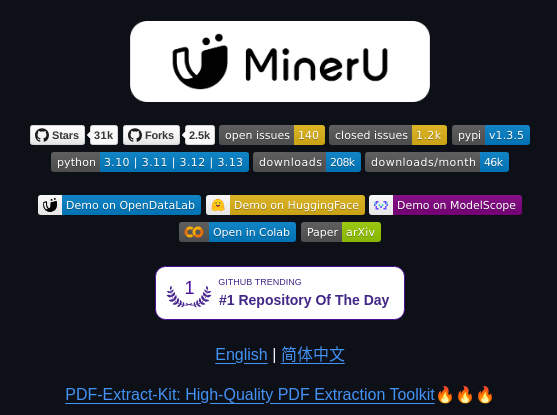 MinerU
Stars 31k Forks 2.5k open issues 140 closed issues 1.2k pypi v1.3.5
python 3.10 | 3.11 | 3.12 | 3.13 downloads 208k downloads/month 46k
Demo on OpenDataLab Demo on HuggingFace Demo on ModelScope
Open in Colab Paper arXiv
1 GITHUB TRENDING
#1 Repository Of The Day
English | 简体中文
PDF-Extract-Kit: High-Quality PDF Extraction Toolkit🔥🔥🔥